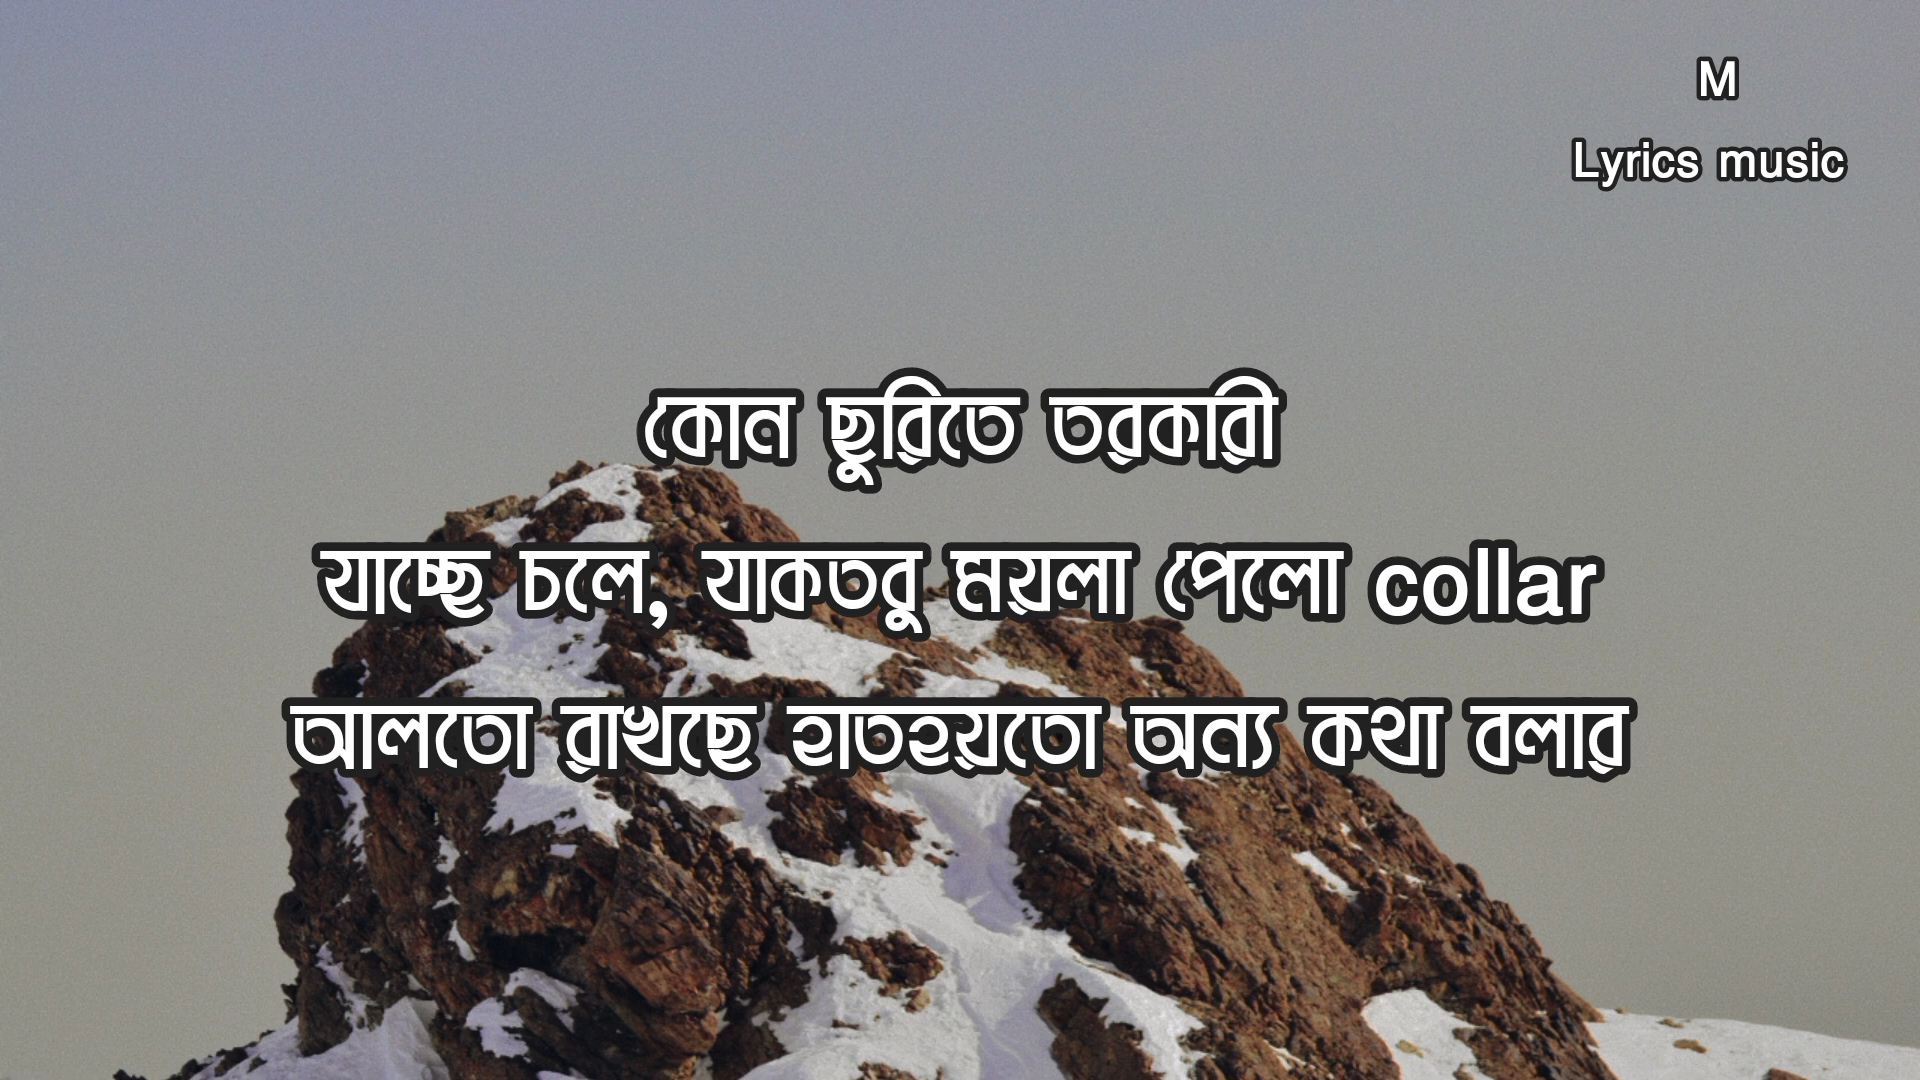 M
Lyrics music
কোন ছুরিতে তরকারী
যাচ্ছে চলে, যাকতবু ময়লা পেলো collar
আলতো রাখছে হাতহয়তো অন্য কথা বলার